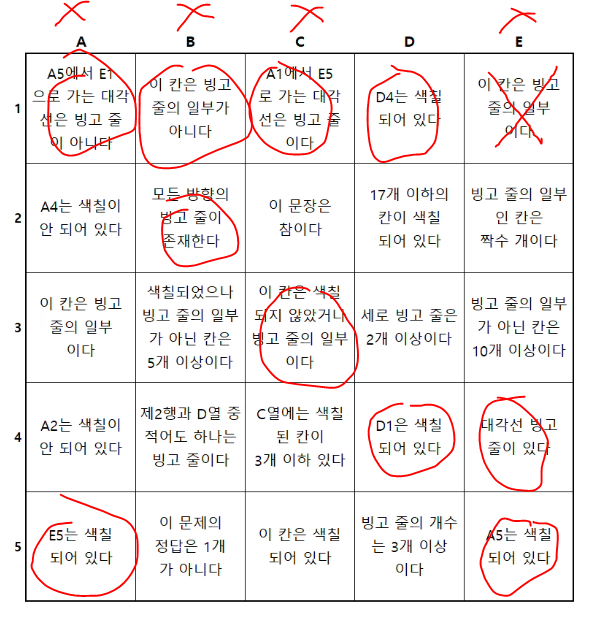 A B C D E
1
A5에서 E1
으로 가는 대각
선은 빙고 줄
이 아니다
이 칸은 빙고
줄의 일부가
아니다
A1에서 E5
로 가는 대각
선은 빙고 줄
이다
D4는 색칠
되어 있다
이 칸은 빙고
줄의 일부
이다
2
A4는 색칠이
안 되어 있다
모든 방향의
빙고 줄이
존재한다
이 문장은
참이다
17개 이하의
칸이 색칠
되어 있다
빙고 줄의 일부
인 칸은
짝수 개이다
3
이 칸은 빙고
줄의 일부
이다
색칠되었으나
빙고 줄의 일부
가 아닌 칸은
5개 이상이다
이 칸은 색칠
되지 않았거나
빙고 줄의 일부
이다
세로 빙고 줄은
2개 이상이다
빙고 줄의 일부
가 아닌 칸은
10개 이상이다
4
A2는 색칠이
안 되어 있다
제2행과 D열 중
적어도 하나는
빙고 줄이다
C열에는 색칠
된 칸이
3개 이하 있다
D1은 색칠
되어 있다
대각선 빙고
줄이 있다
5
E5는 색칠
되어 있다
이 문제의
정답은 1개
가 아니다
이 칸은 색칠
되어 있다
빙고 줄의 개수
는 3개 이상
이다
A5는 색칠
되어 있다